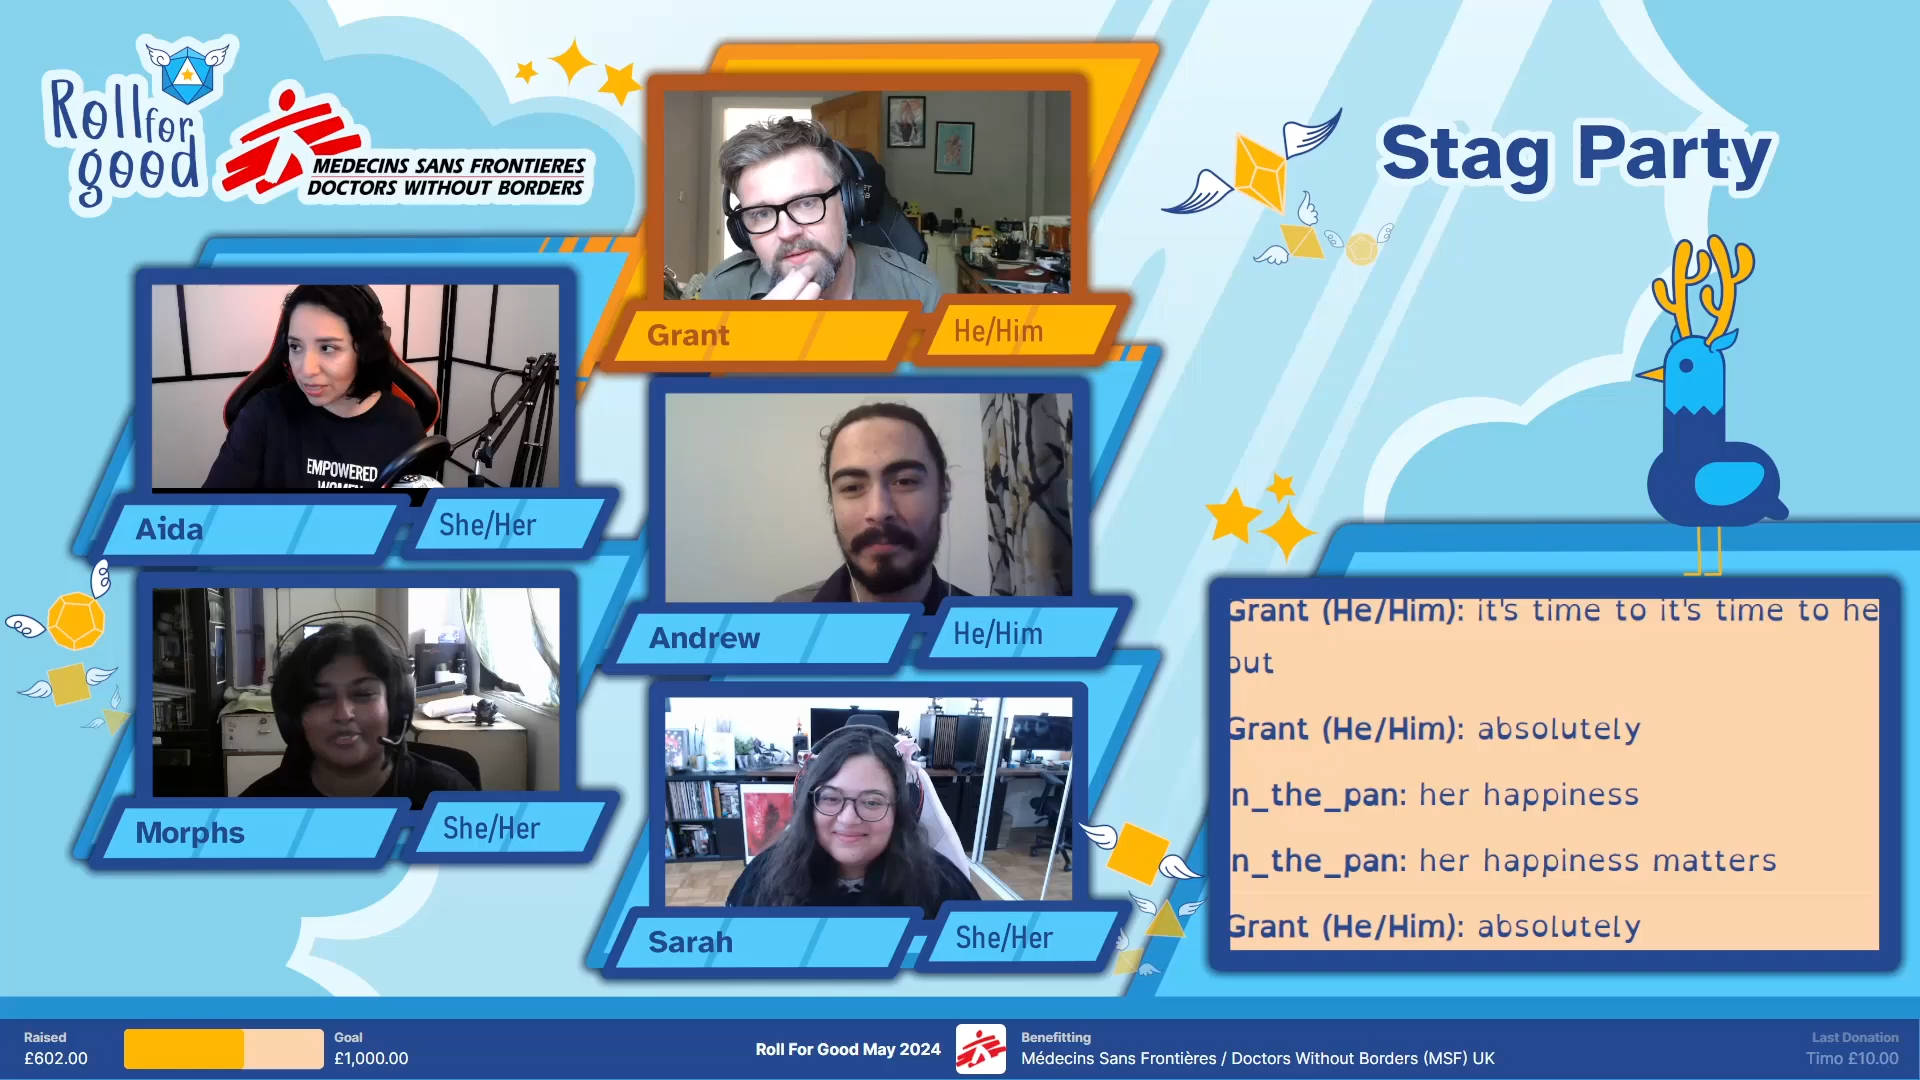 Roll for
good
MEDECINS SANS FRONTIERES
DOCTORS WITHOUT BORDERS
Stag Party
Grant
He/Him
EMPOWERED
WOMEN
Aida
She/Her
Andrew
He/Him
Morphs
She/Her
Sarah
She/Her
Grant (He/Him): it's time to it's time to he
out
Grant (He/Him): absolutely
n_the_pan: her happiness
n_the_pan: her happiness matters
Grant (He/Him): absolutely
Raised
£602.00
Goal
£1,000.00
Roll For Good May 2024
Benefitting
Médecins Sans Frontières / Doctors Without Borders (MSF) UK
Last Donation
Timo £10.00